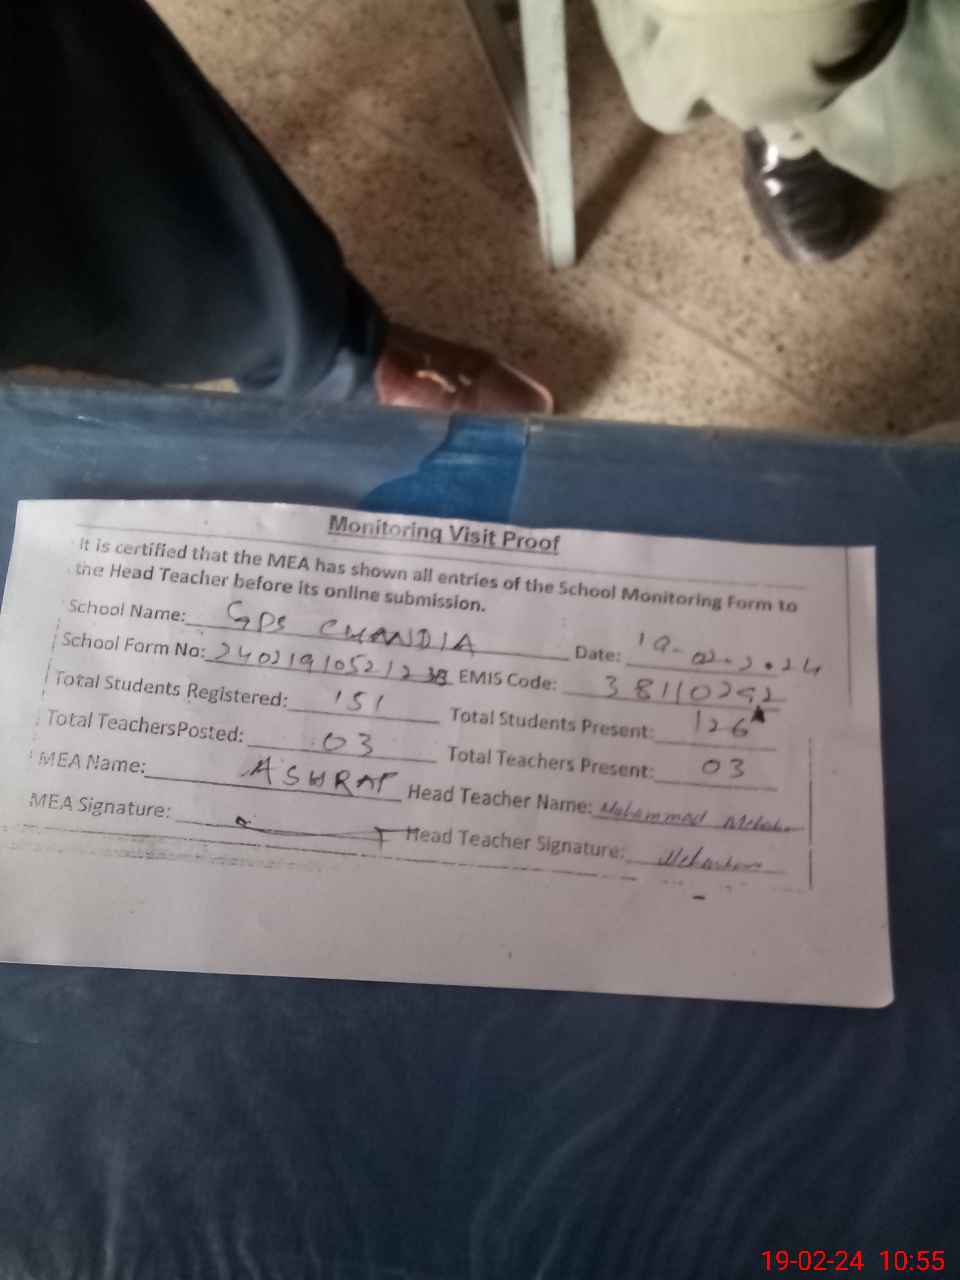 Monitoring Visit Proof
It is certified that the MEA has shown all entries of the School Monitoring Form to
the Head Teacher before its online submission.
School Name: GPS CHANDIA Date: 19-02-2024
School Form No: EMIS Code: 38110292
Total Students Registered: 151 Total Students Present: 126
Total TeachersPosted: 03 Total Teachers Present: 03
MEA Name: ASHRAF Head Teacher Name: Mohammad
MEA Signature: Head Teacher Signature:
19-02-24 10:55